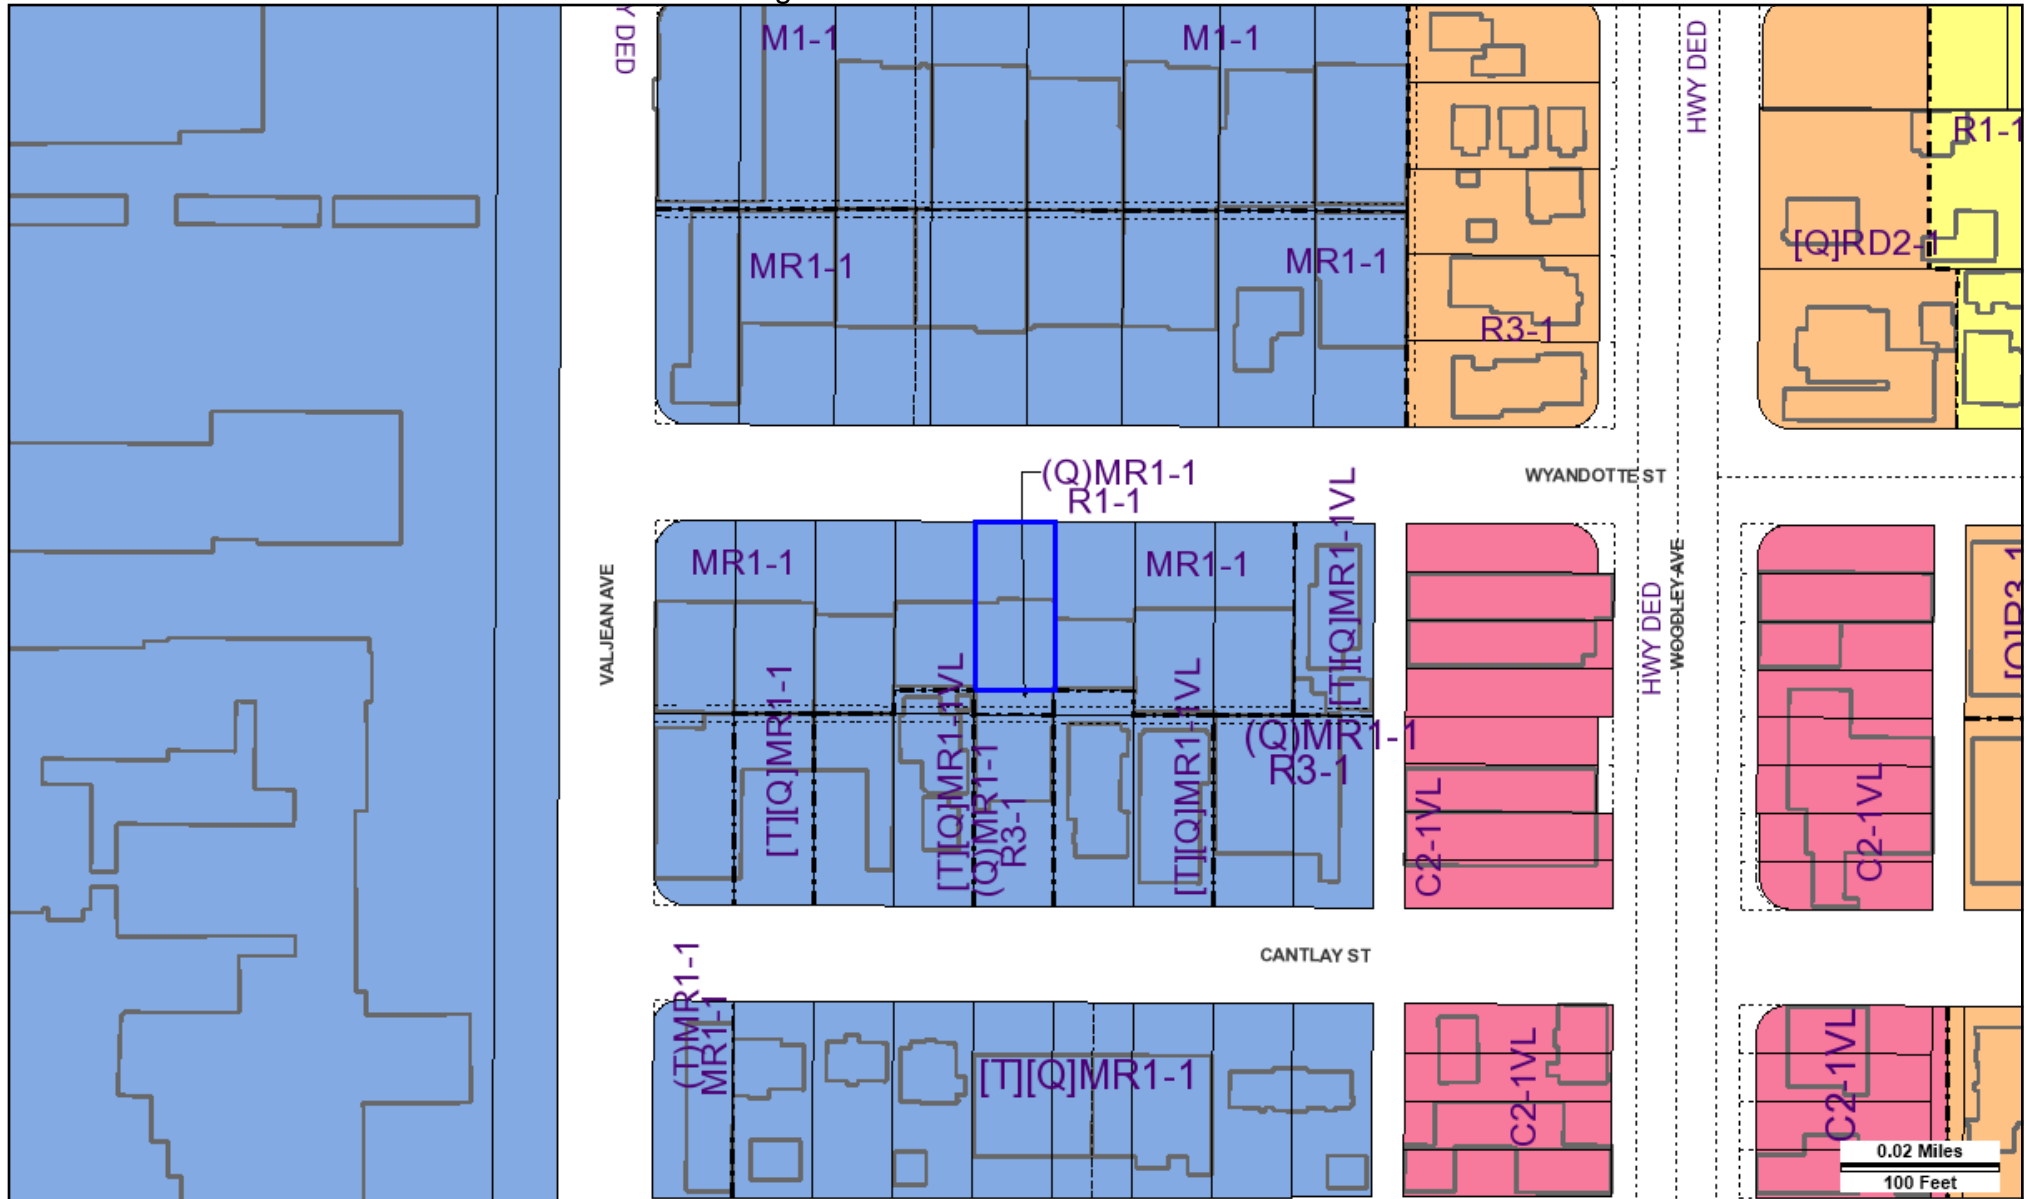 Y DED
M1-1
M1-1
HWY DED
R1-1
MR1-1
MR1-1
[Q]RD2-1
R3-1
(Q)MR1-1
R1-1
WYANDOTTE ST
MR1-1
MR1-1
[T][Q]MR1-1VL
VALJEAN AVE
HWY DED
WOODLEY AVE
[T][Q]MR1-1
[T][Q]MR1-1VL
(Q)MR1-1
R3-1
[T][Q]MR1-1VL
(Q)MR1-1
R3-1
C2-1VL
C2-1VL
CANTLAY ST
(T)MR1-1
MR1-1
[T][Q]MR1-1
C2-1VL
C2-1VL
0.02 Miles
100 Feet